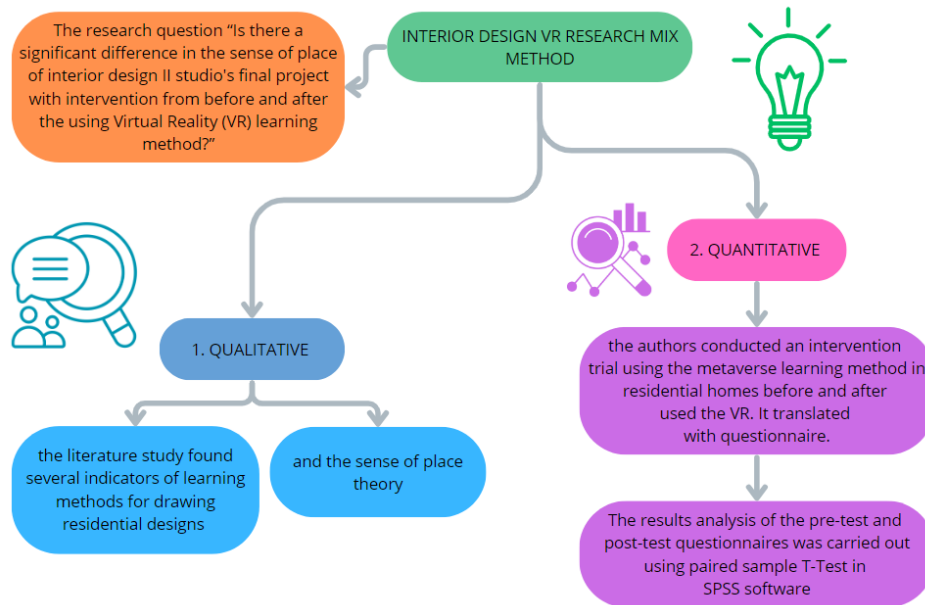 The research question “Is there a
significant difference in the sense of
place of interior design II studio's final
project with intervention from before and after
the using Virtual Reality (VR) learning
method?”
INTERIOR DESIGN VR RESEARCH MIX
METHOD
1. QUALITATIVE
the literature study found
several indicators of learning
methods for drawing
residential designs
and the sense of place
theory
2. QUANTITATIVE
the authors conducted an intervention
trial using the metaverse learning method in
residential homes before and after
used the VR. It translated
with questionnaire.
The results analysis of the pre-test and
post-test questionnaires was carried out
using paired sample T-Test in
SPSS software